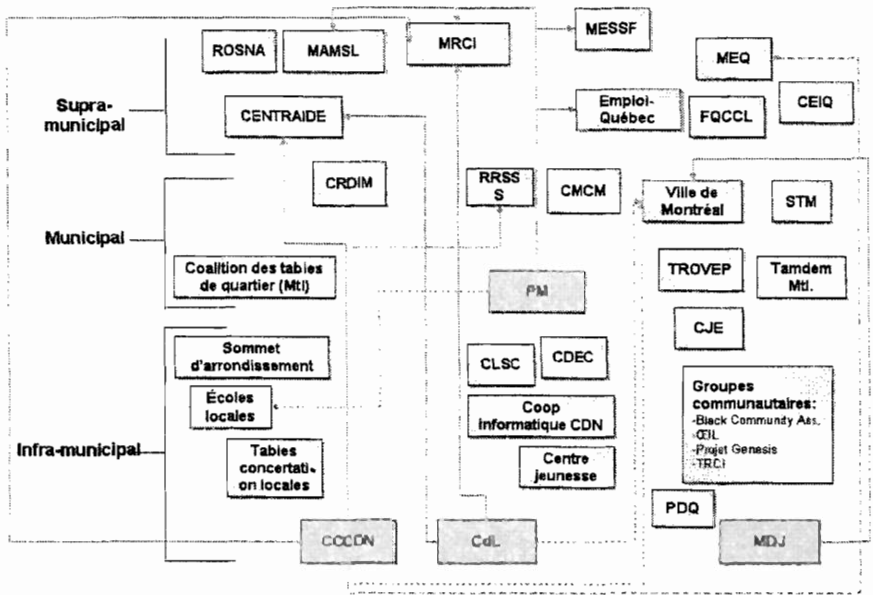 ROSNA
MAMSL
MRCI
MESSF
MEQ
Supra-
municipal
CENTRAIDE
Emploi-
Québec
FQCCL
CEIQ
CRDIM
RRSS
S
CMCM
Ville de
Montréal
STM
Municipal
Coalition des tables
de quartier (Mtl)
PM
TROVEP
Tamdem
Mtl.
CJE
Sommet
d'arrondissement
CLSC
CDEC
Écoles
locales
Coop
informatique CDN
Groupes
communautaires:
-Black Community Ass.
-ŒIL
-Projet Genesis
-TRCI
Infra-municipal
Tables
concertati-
on locales
Centre
jeunesse
PDQ
CCCDN
CdL
MDJ